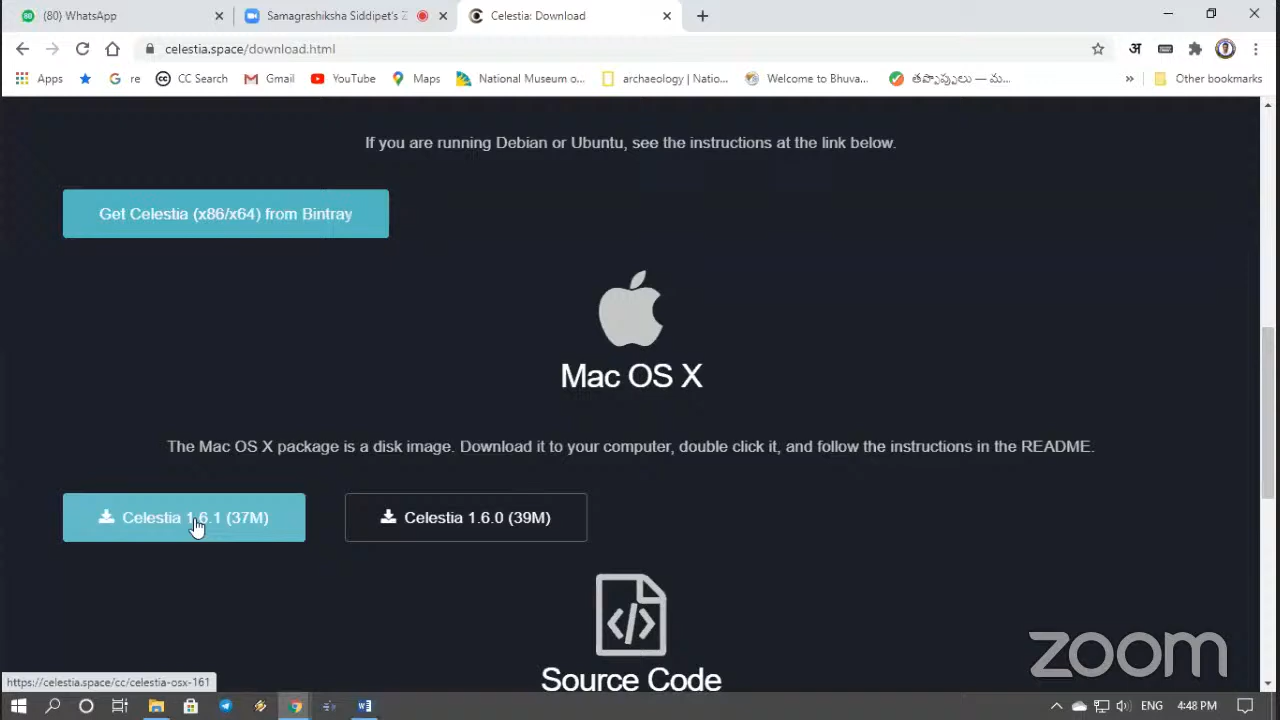 (80) WhatsApp
Samagrashiksha Siddipet's Z
Celestia: Download
celestia.space/download.html
Apps
re
CC Search
Gmail
YouTube
Maps
National Museum o...
archaeology | Natio...
Welcome to Bhuva...
తప్పొప్పులు — మ...
»
Other bookmarks
If you are running Debian or Ubuntu, see the instructions at the link below.
Get Celestia (x86/x64) from Bintray
Mac OS X
The Mac OS X package is a disk image. Download it to your computer, double click it, and follow the instructions in the README.
Celestia 1.6.1 (37M)
Celestia 1.6.0 (39M)
Source Code
zoom
https://celestia.space/cc/celestia-osx-161
ENG
4:48 PM